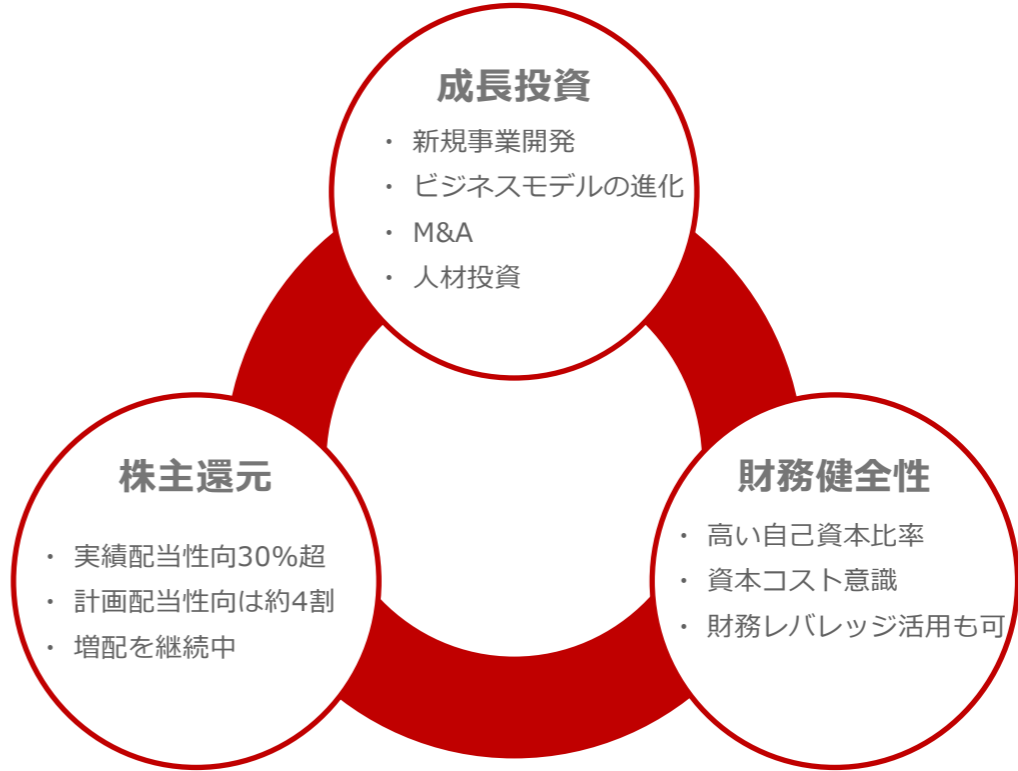 成長投資
・ 新規事業開発
・ ビジネスモデルの進化
・ M&A
・ 人材投資
株主還元
・ 実績配当性向30%超
・ 計画配当性向は約4割
・ 増配を継続中
財務健全性
・ 高い自己資本比率
・ 資本コスト意識
・ 財務レバレッジ活用も可